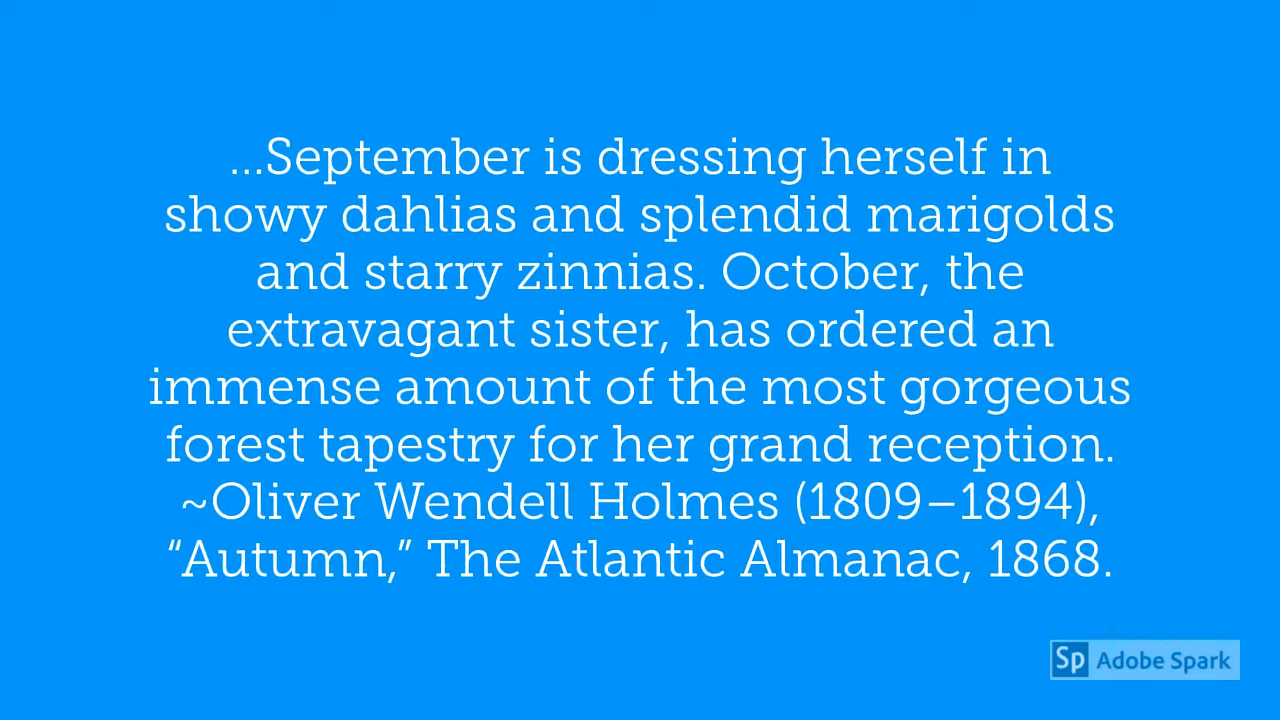 ...September is dressing herself in
showy dahlias and splendid marigolds
and starry zinnias. October, the
extravagant sister, has ordered an
immense amount of the most gorgeous
forest tapestry for her grand reception.
~Oliver Wendell Holmes (1809–1894),
“Autumn,” The Atlantic Almanac, 1868.
Sp Adobe Spark